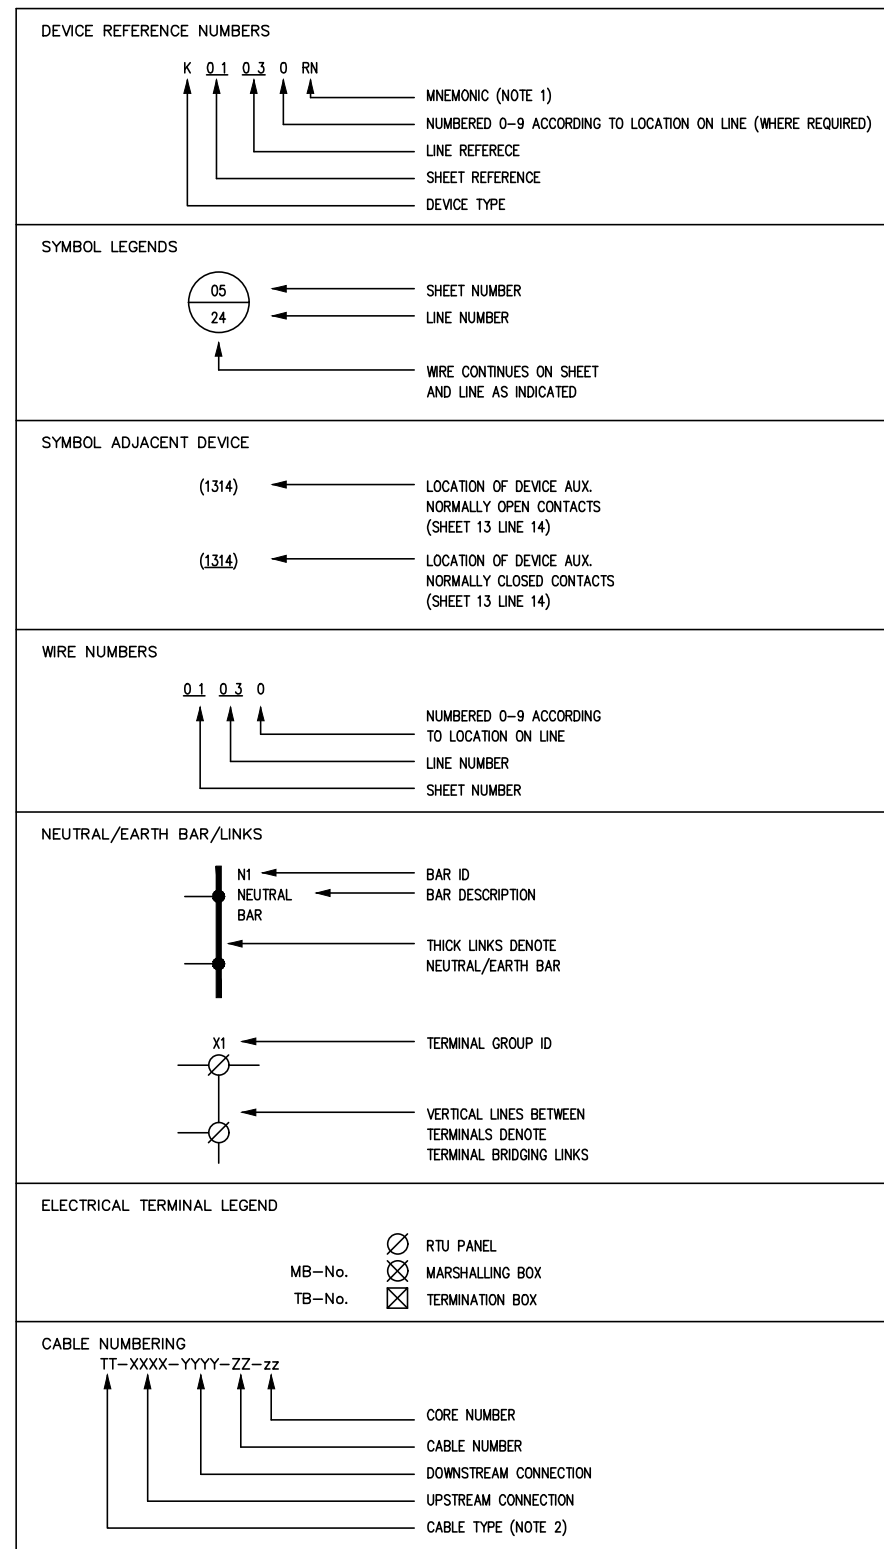 DEVICE REFERENCE NUMBERS
K 01 03 0 RN
MNEMONIC (NOTE 1)
NUMBERED 0-9 ACCORDING TO LOCATION ON LINE (WHERE REQUIRED)
LINE REFERECE
SHEET REFERENCE
DEVICE TYPE
SYMBOL LEGENDS
05
SHEET NUMBER
24
LINE NUMBER
WIRE CONTINUES ON SHEET
AND LINE AS INDICATED
SYMBOL ADJACENT DEVICE
(1314)
LOCATION OF DEVICE AUX.
NORMALLY OPEN CONTACTS
(SHEET 13 LINE 14)
(1314)
LOCATION OF DEVICE AUX.
NORMALLY CLOSED CONTACTS
(SHEET 13 LINE 14)
WIRE NUMBERS
01 03 0
NUMBERED 0-9 ACCORDING
TO LOCATION ON LINE
LINE NUMBER
SHEET NUMBER
NEUTRAL/EARTH BAR/LINKS
N1
BAR ID
NEUTRAL
BAR
BAR DESCRIPTION
THICK LINKS DENOTE
NEUTRAL/EARTH BAR
X1
TERMINAL GROUP ID
VERTICAL LINES BETWEEN
TERMINALS DENOTE
TERMINAL BRIDGING LINKS
ELECTRICAL TERMINAL LEGEND
RTU PANEL
MB-No.
MARSHALLING BOX
TB-No.
TERMINATION BOX
CABLE NUMBERING
TT-XXXX-YYYY-ZZ-zz
CORE NUMBER
CABLE NUMBER
DOWNSTREAM CONNECTION
UPSTREAM CONNECTION
CABLE TYPE (NOTE 2)